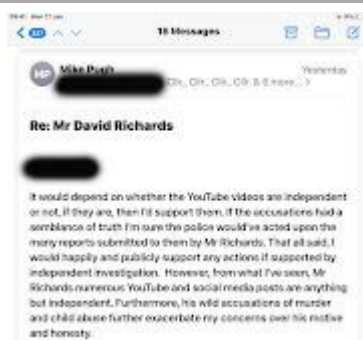 18 Messages
Yesterday
MP
Mike Pugh
& 6 more...
Re: Mr David Richards
It would depend on whether the YouTube videos are independent
or not, if they are, then I'd support them. If the accusations had a
semblance of truth I'm sure the police would've acted upon the
many reports submitted to them by Mr Richards. That all said, I
would happily and publicly support any actions if supported by
independent investigation. However, from what I've seen, Mr
Richards numerous YouTube and social media posts are anything
but independent. Furthermore, his wild accusations of murder
and child abuse further exacerbate my concerns over his motive
and honesty.